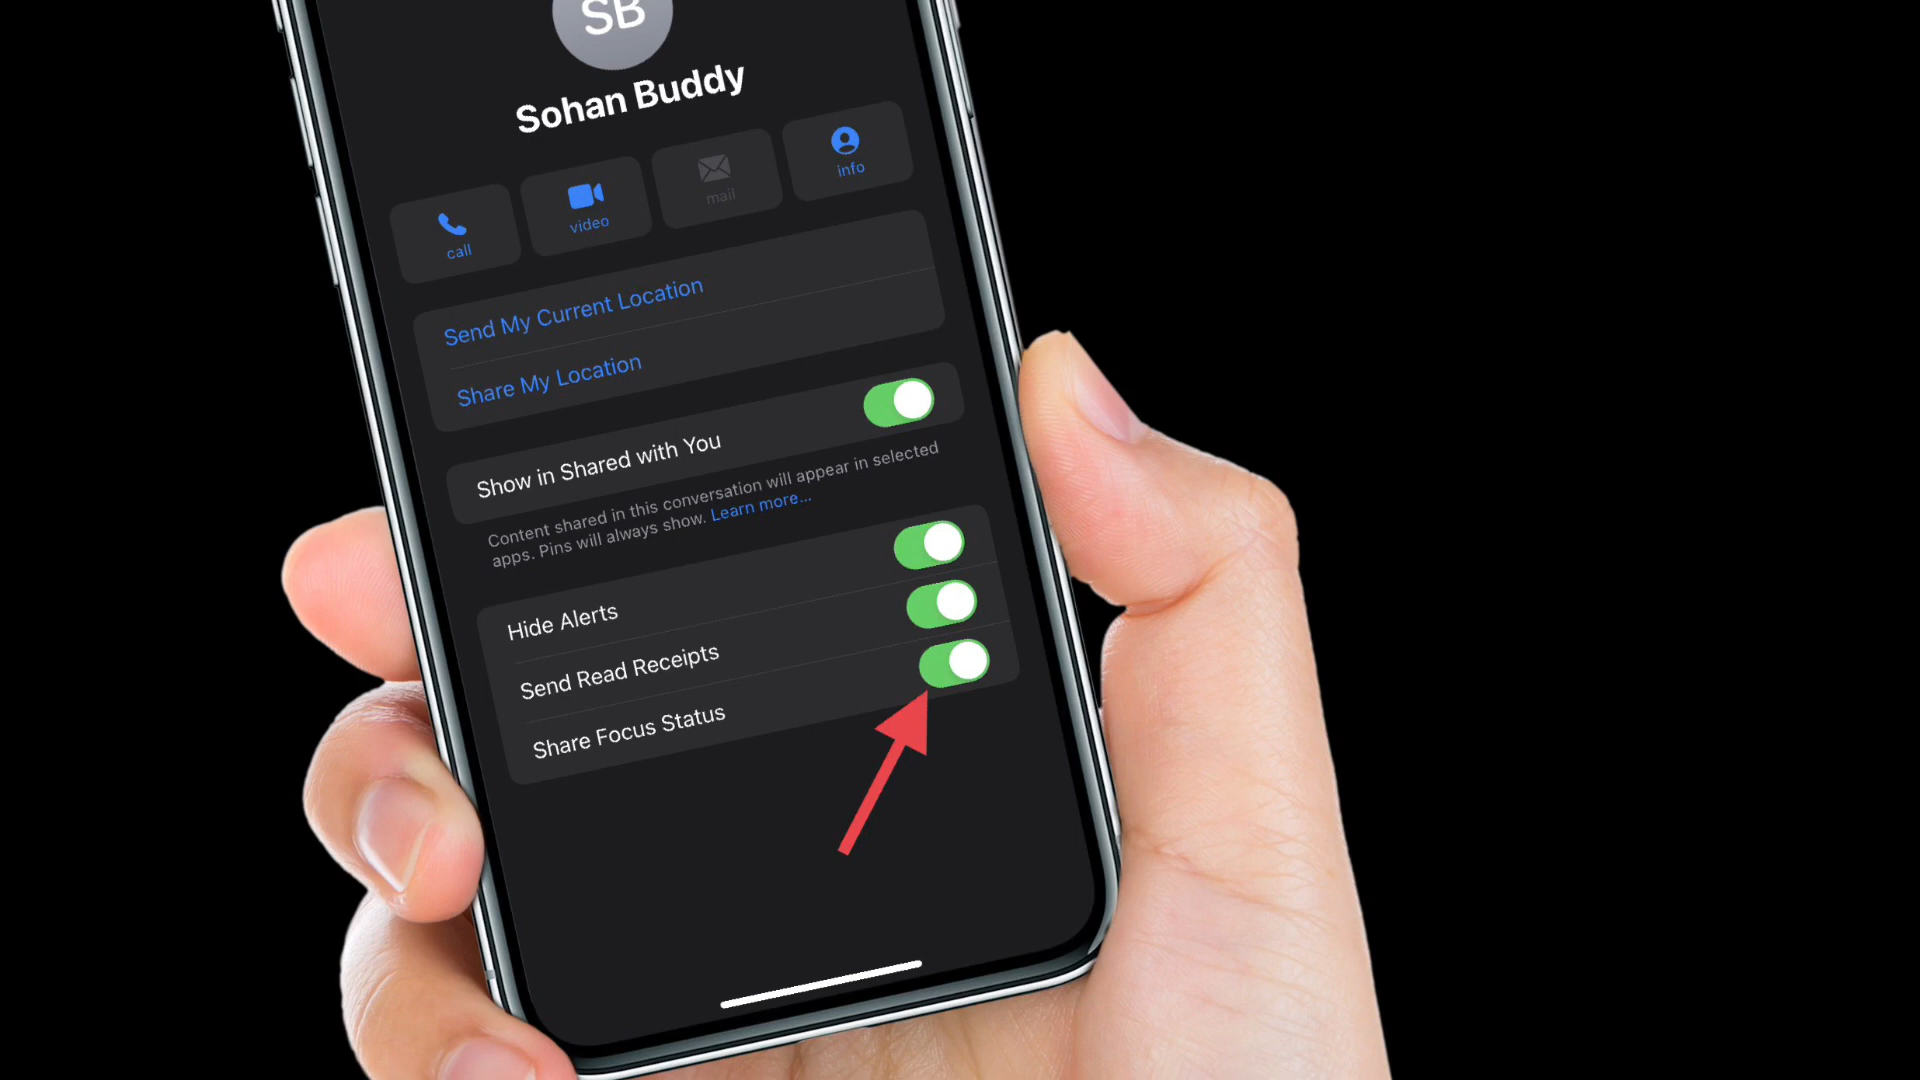 SB
Sohan Buddy
call
video
mail
info
Send My Current Location
Share My Location
Show in Shared with You
Content shared in this conversation will appear in selected
apps. Pins will always show. Learn more...
Hide Alerts
Send Read Receipts
Share Focus Status